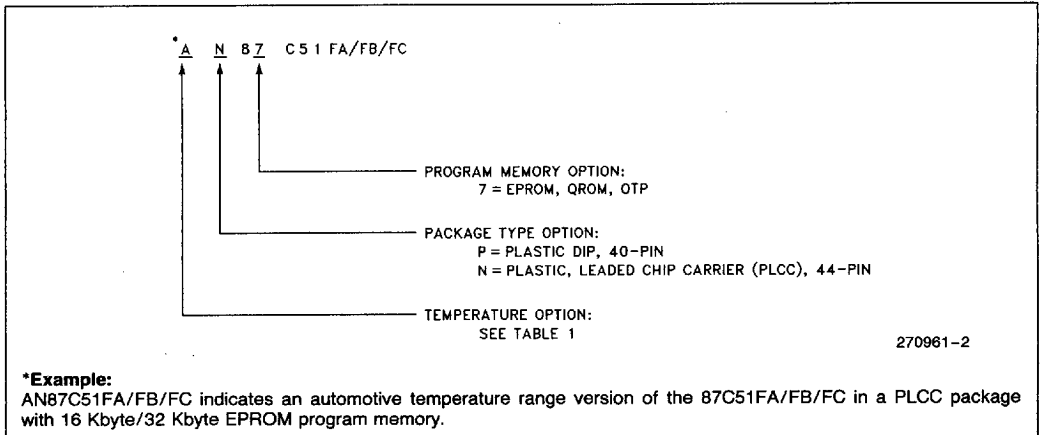 *A N 87 C51FA/FB/FC
PROGRAM MEMORY OPTION:
7 = EPROM, QROM, OTP
PACKAGE TYPE OPTION:
P = PLASTIC DIP, 40-PIN
N = PLASTIC, LEADED CHIP CARRIER (PLCC), 44-PIN
TEMPERATURE OPTION:
SEE TABLE 1
270961-2
*Example:
AN87C51FA/FB/FC indicates an automotive temperature range version of the 87C51FA/FB/FC in a PLCC package
with 16 Kbyte/32 Kbyte EPROM program memory.